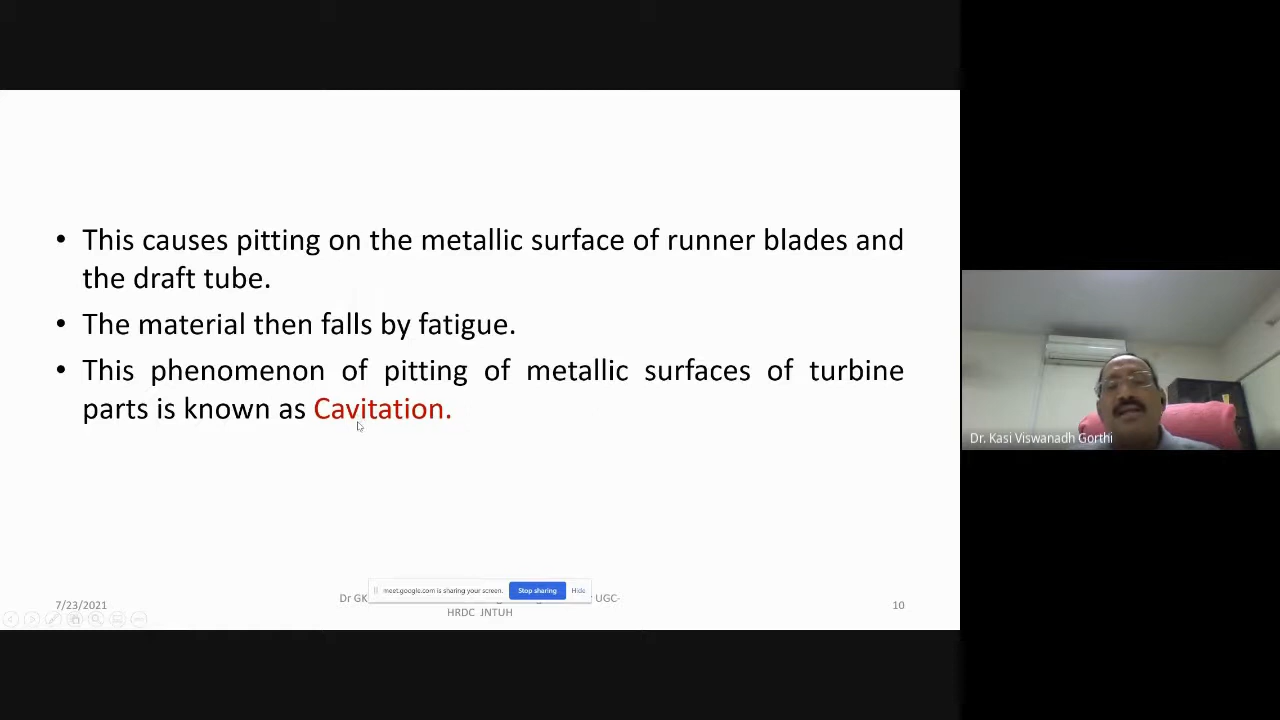 • This causes pitting on the metallic surface of runner blades and
the draft tube.
• The material then falls by fatigue.
• This phenomenon of pitting of metallic surfaces of turbine
parts is known as Cavitation.
Dr. Kasi Viswanadh Gorthi
meet.google.com is sharing your screen. Stop sharing Hide
7/23/2021
Dr UGC-
HRDC JNTUH
10